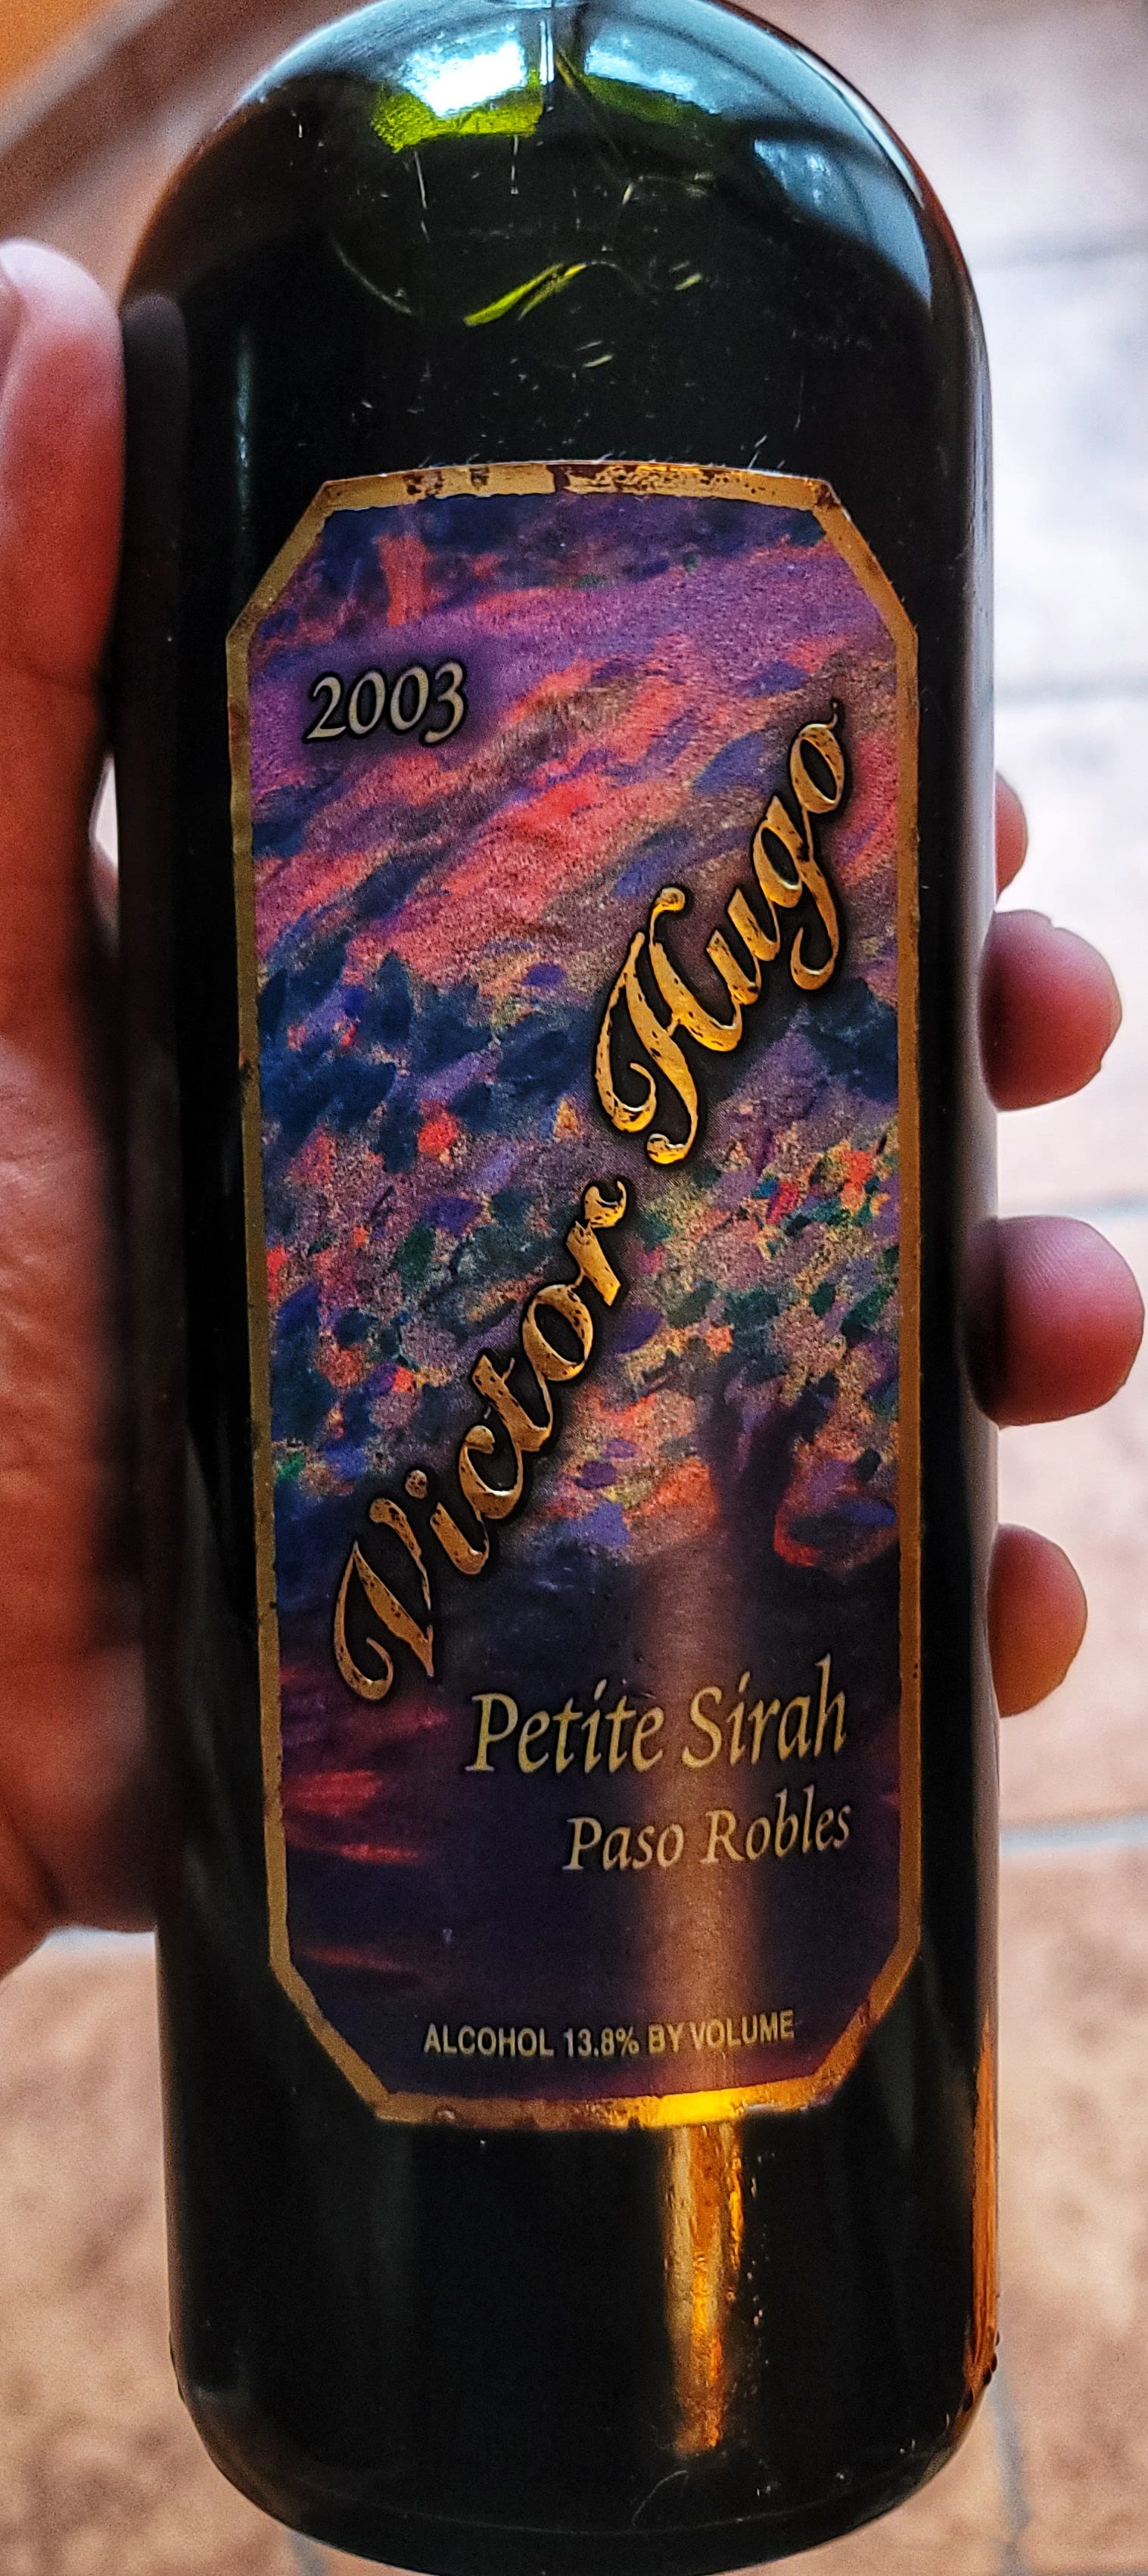 2003
Victor Hugo
Petite Sirah
Paso Robles
ALCOHOL 13.8% BY VOLUME